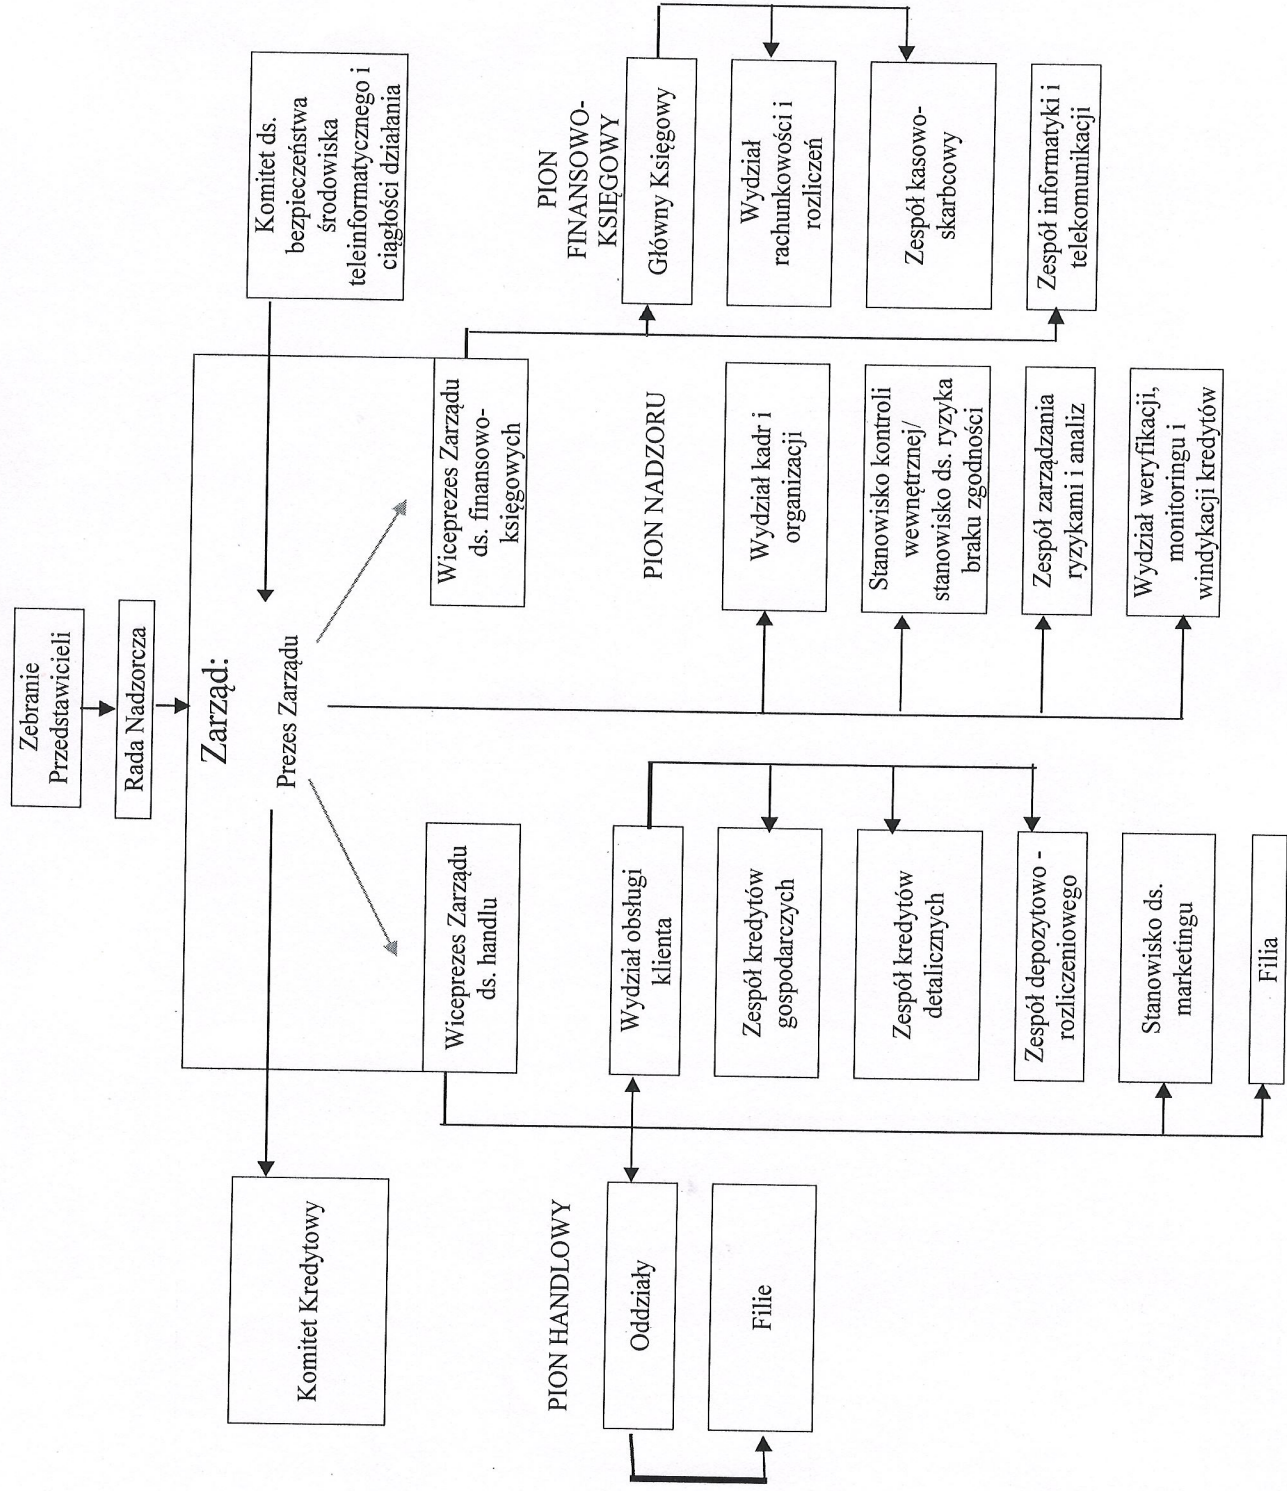 Zebranie
Przedstawicieli
Rada Nadzorcza
Zarząd:
Prezes Zarządu
Komitet Kredytowy
Komitet ds.
bezpieczeństwa
środowiska
teleinformatycznego i
ciągłości działania
Wiceprezes Zarządu
ds. handlu
Wiceprezes Zarządu
ds. finansowo-
księgowych
PION HANDLOWY
Oddziały
Filie
Wydział obsługi
klienta
Zespół kredytów
gospodarczych
Zespół kredytów
detalicznych
Zespół depozytowo -
rozliczeniowego
Stanowisko ds.
marketingu
Filia
PION NADZORU
Wydział kadr i
organizacji
Stanowisko kontroli
wewnętrznej/
stanowisko ds. ryzyka
braku zgodności
Zespół zarządzania
ryzykami i analiz
Wydział weryfikacji,
monitoringu i
windykacji kredytów
PION
FINANSOWO-
KSIĘGOWY
Główny Księgowy
Wydział
rachunkowości i
rozliczeń
Zespół kasowo-
skarbcowy
Zespół informatyki i
telekomunikacji